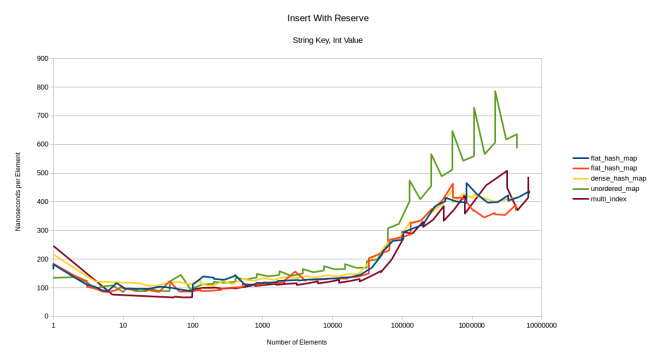 Insert With Reserve
String Key, Int Value
900
800
700
600
500
400
300
200
100
0
Nanoseconds per Element
1
10
100
1000
10000
100000
1000000
10000000
Number of Elements
flat_hash_map
flat_hash_map
dense_hash_map
unordered_map
multi_index